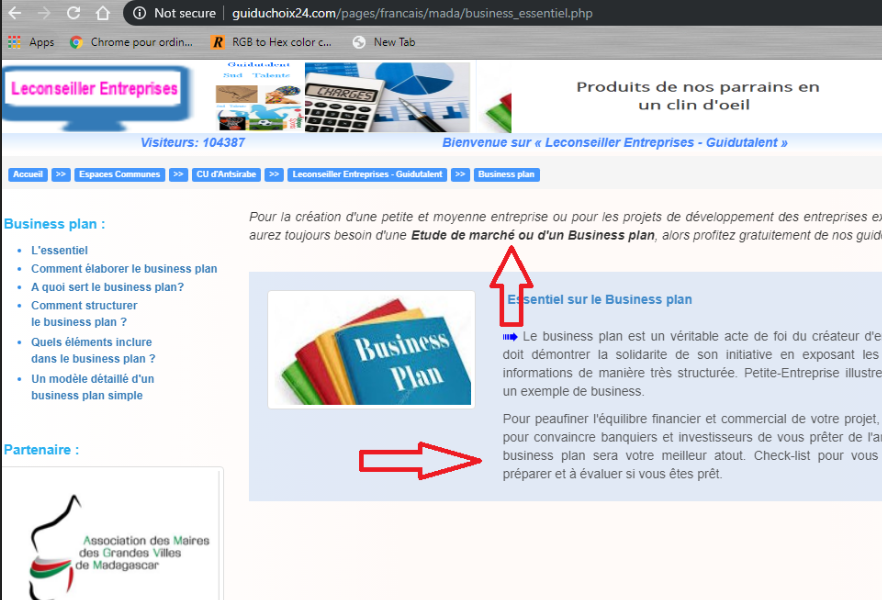 Not secure | guiduchoix24.com/pages/francais/mada/business_essentiel.php
Apps Chrome pour ordin... R RGB to Hex color c... New Tab
Leconseiller Entreprises
Guidutalent
Sud Talents
CHARGES
Produits de nos parrains en
un clin d'oeil
Visiteurs: 104387 Bienvenue sur « Leconseiller Entreprises - Guidutalent »
Accueil >> Espaces Communes >> CU d'Antsirabe >> Leconseiller Entreprises - Guidutalent >> Business plan
Business plan :
• L'essentiel
• Comment élaborer le business plan
• A quoi sert le business plan?
• Comment structurer
le business plan ?
• Quels éléments inclure
dans le business plan ?
• Un modèle détaillé d'un
business plan simple
Partenaire :
Association des Maires
des Grandes Villes
de Madagascar
Pour la création d'une petite et moyenne entreprise ou pour les projets de développement des entreprises ex
aurez toujours besoin d'une Etude de marché ou d'un Business plan, alors profitez gratuitement de nos guid
Business
Plan
Essentiel sur le Business plan
Le business plan est un véritable acte de foi du créateur d'e
doit démontrer la solidarite de son initiative en exposant les
informations de manière très structurée. Petite-Entreprise illustre
un exemple de business.
Pour peaufiner l'équilibre financier et commercial de votre projet,
pour convaincre banquiers et investisseurs de vous prêter de l'a
business plan sera votre meilleur atout. Check-list pour vous
préparer et à évaluer si vous êtes prêt.